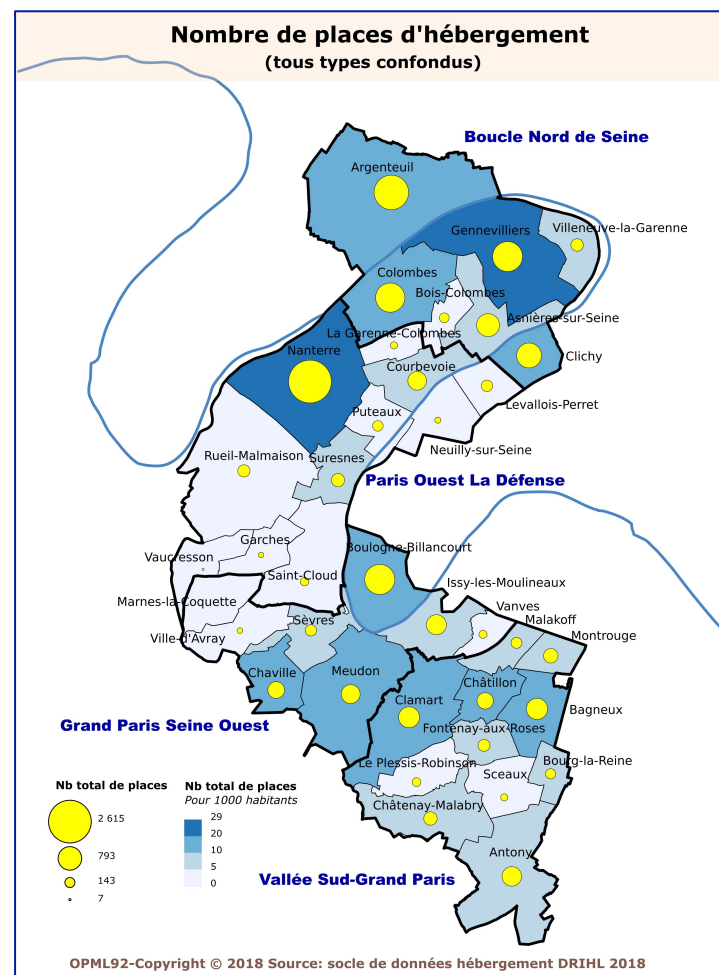 Nombre de places d'hébergement
(tous types confondus)
Boucle Nord de Seine
Argenteuil
Villeneuve-la-Garenne
Gennevilliers
Colombes
Bois-Colombes
Asnières-sur-Seine
La Garenne-Colombes
Nanterre
Clichy
Courbevoie
Levallois-Perret
Puteaux
Neuilly-sur-Seine
Rueil-Malmaison
Suresnes
Paris Ouest La Défense
Garches
Boulogne-Billancourt
Vaucresson
Saint-Cloud
Issy-les-Moulineaux
Marnes-la-Coquette
Vanves
Malakoff
Sèvres
Ville-d'Avray
Montrouge
Chaville
Meudon
Châtillon
Clamart
Bagneux
Grand Paris Seine Ouest
Fontenay-aux-Roses
Le Plessis-Robinson
Bourg-la-Reine
Sceaux
Châtenay-Malabry
Antony
Vallée Sud-Grand Paris
Nb total de places
2 615
793
143
7
Nb total de places
Pour 1000 habitants
29
20
10
5
0
OPML92-Copyright © 2018 Source: socle de données hébergement DRIHL 2018